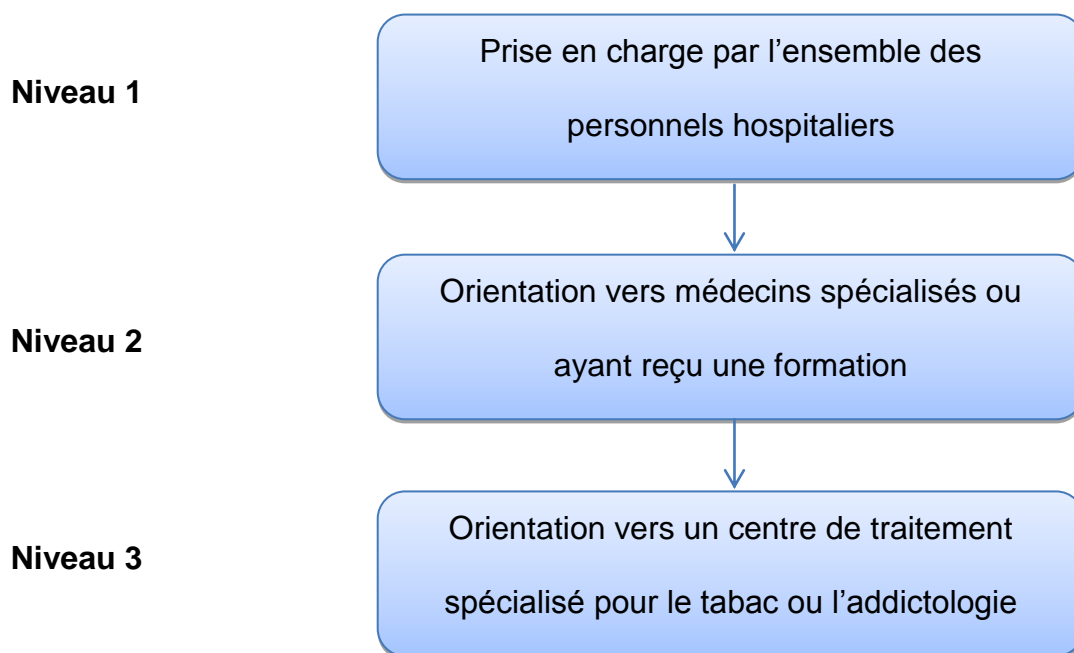 Prise en charge par l’ensemble des
Niveau 1
personnels hospitaliers
Orientation vers médecins spécialisés ou
Niveau 2
ayant reçu une formation
Orientation vers un centre de traitement
Niveau 3
spécialisé pour le tabac ou l’addictologie